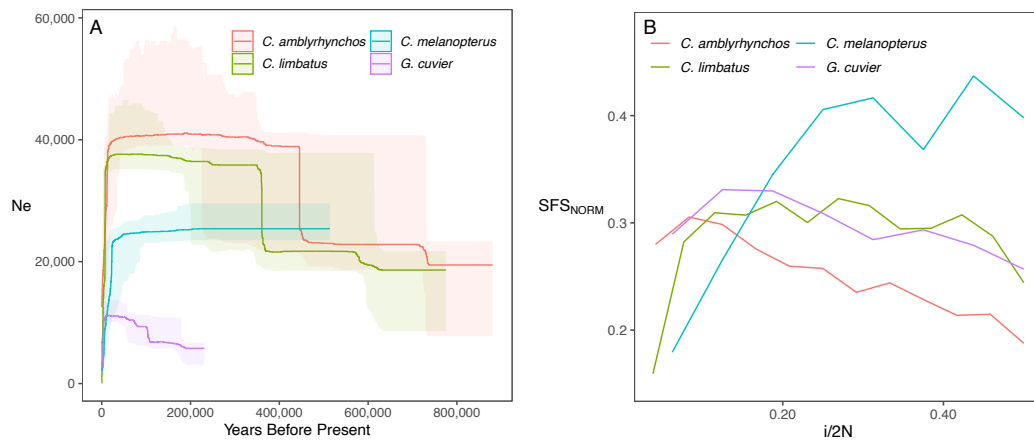 A
C. amblyrhynchos
C. melanopterus
C. limbatus
G. cuvier
60,000
40,000
20,000
0
Ne
0
200,000
400,000
600,000
800,000
Years Before Present
B
C. amblyrhynchos
C. melanopterus
C. limbatus
G. cuvier
0.4
0.3
0.2
SFSNORM
0.20
0.40
i/2N